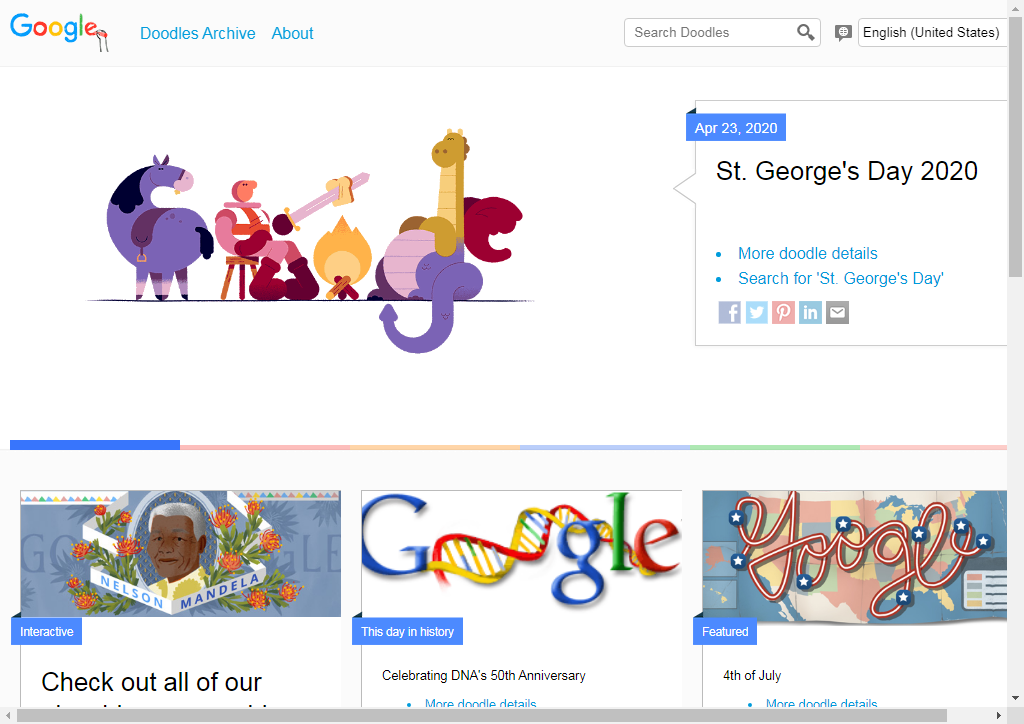 Google
Doodles Archive
About
Search Doodles
English (United States)
Apr 23, 2020
St. George's Day 2020
More doodle details
Search for 'St. George's Day'
GOOGLE
NELSON MANDELA
Interactive
Check out all of our
Google
This day in history
Celebrating DNA's 50th Anniversary
More doodle details
Google
Featured
4th of July
More doodle details